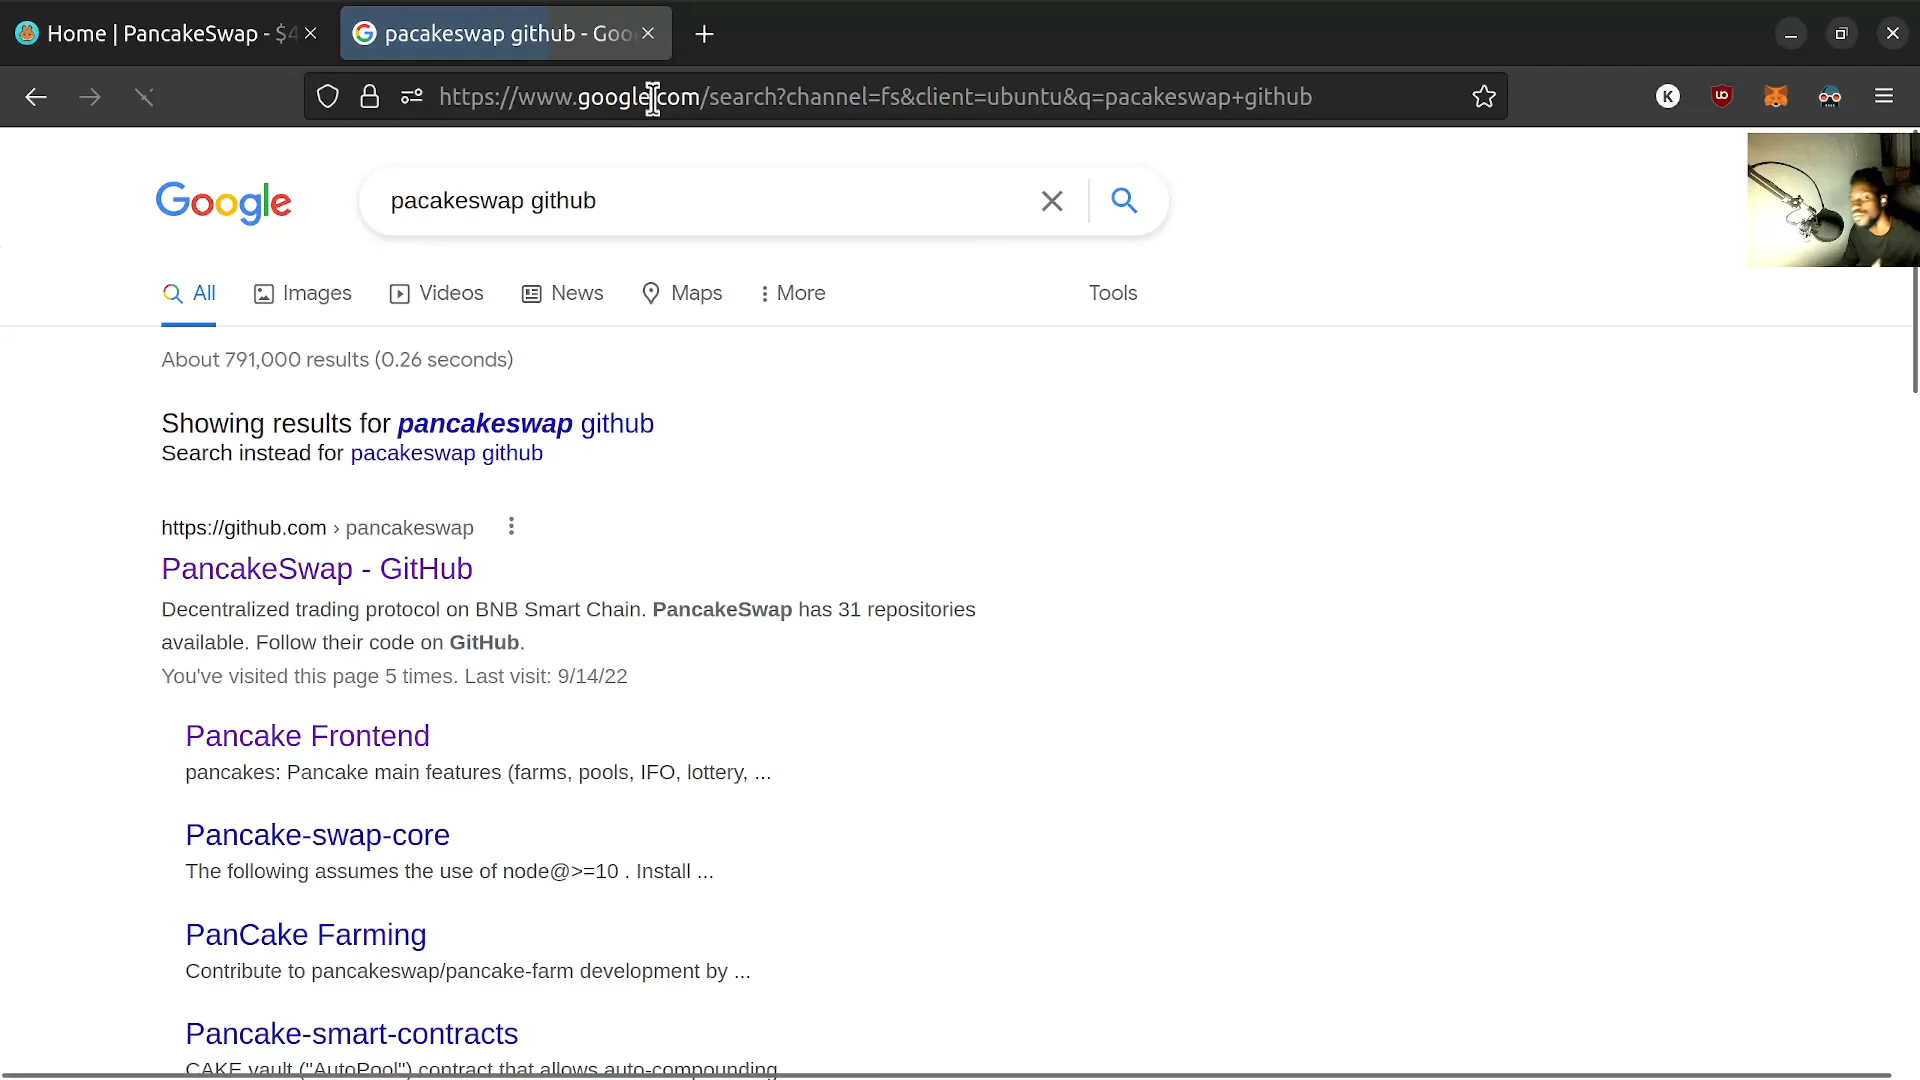 Home | PancakeSwap - $4
pacakeswap github - Goo
https://www.google.com/search?channel=fs&client=ubuntu&q=pacakeswap+github
K
Google
pacakeswap github
All
Images
Videos
News
Maps
More
Tools
About 791,000 results (0.26 seconds)
Showing results for pancakeswap github
Search instead for pacakeswap github
https://github.com › pancakeswap
PancakeSwap - GitHub
Decentralized trading protocol on BNB Smart Chain. PancakeSwap has 31 repositories
available. Follow their code on GitHub.
You've visited this page 5 times. Last visit: 9/14/22
Pancake Frontend
pancakes: Pancake main features (farms, pools, IFO, lottery, ...
Pancake-swap-core
The following assumes the use of node@>=10 . Install ...
PanCake Farming
Contribute to pancakeswap/pancake-farm development by ...
Pancake-smart-contracts
CAKE vault ("AutoPool") contract that allows auto-compounding